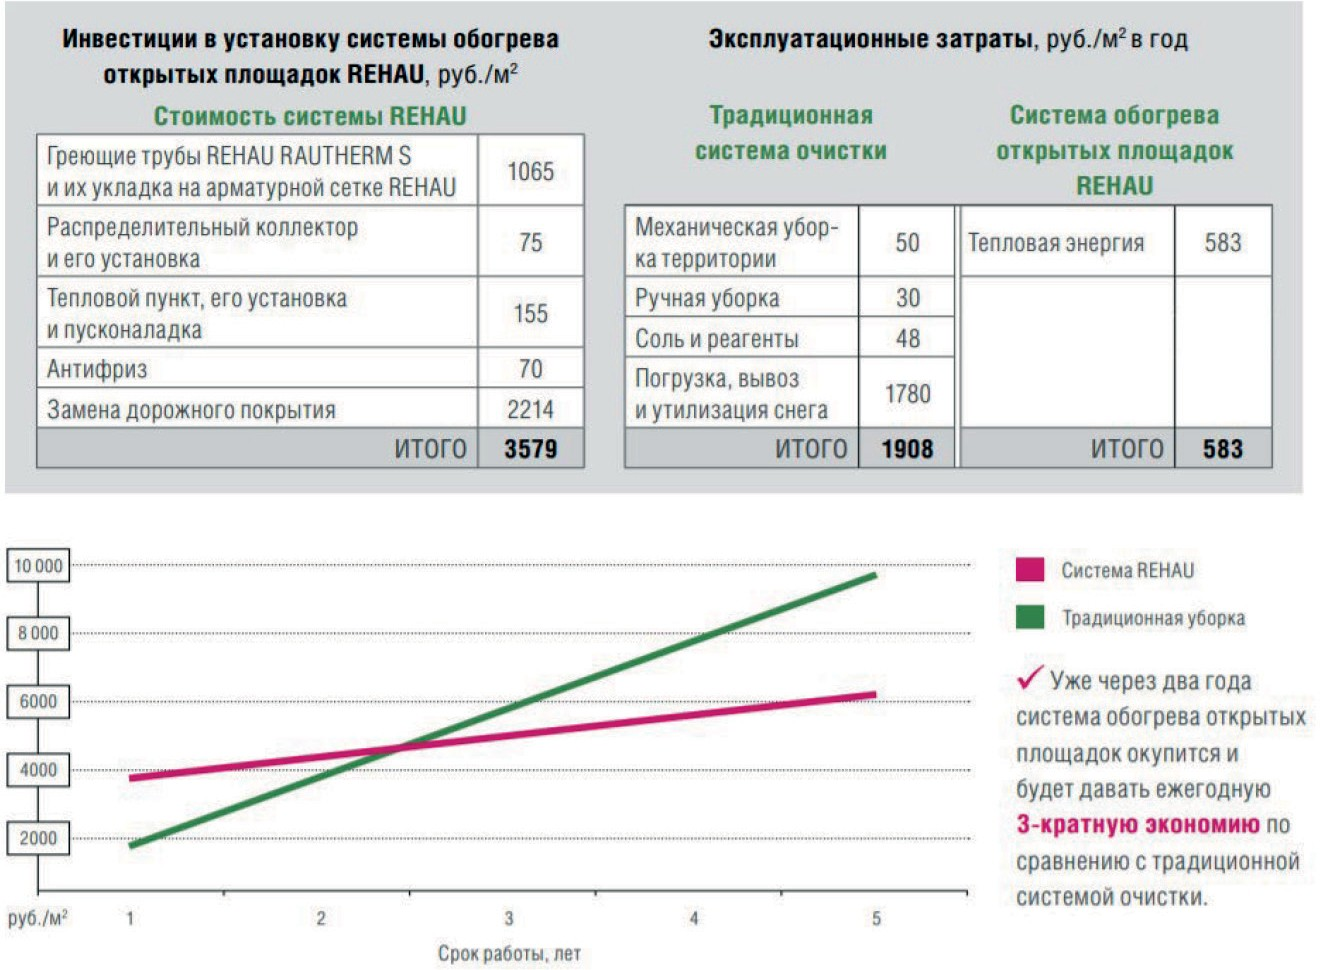 Инвестиции в установку системы обогрева
открытых площадок REHAU, руб./м²
Стоимость системы REHAU
Греющие трубы REHAU RAUTHERM S
и их укладка на арматурной сетке REHAU
1065
Распределительный коллектор
и его установка
75
Тепловой пункт, его установка
и пусконаладка
155
Антифриз
70
Замена дорожного покрытия
2214
ИТОГО
3579
Эксплуатационные затраты, руб./м² в год
Традиционная
система очистки
Механическая убор-
ка территории
50
Ручная уборка
30
Соль и реагенты
48
Погрузка, вывоз
и утилизация снега
1780
ИТОГО
1908
Система обогрева
открытых площадок
REHAU
Тепловая энергия
583
ИТОГО
583
10 000
8 000
6000
4000
2000
руб./м²
1
2
3
4
5
Срок работы, лет
Система REHAU
Традиционная уборка
✓ Уже через два года
система обогрева открытых
площадок окупится и
будет давать ежегодную
3-кратную экономию по
сравнению с традиционной
системой очистки.